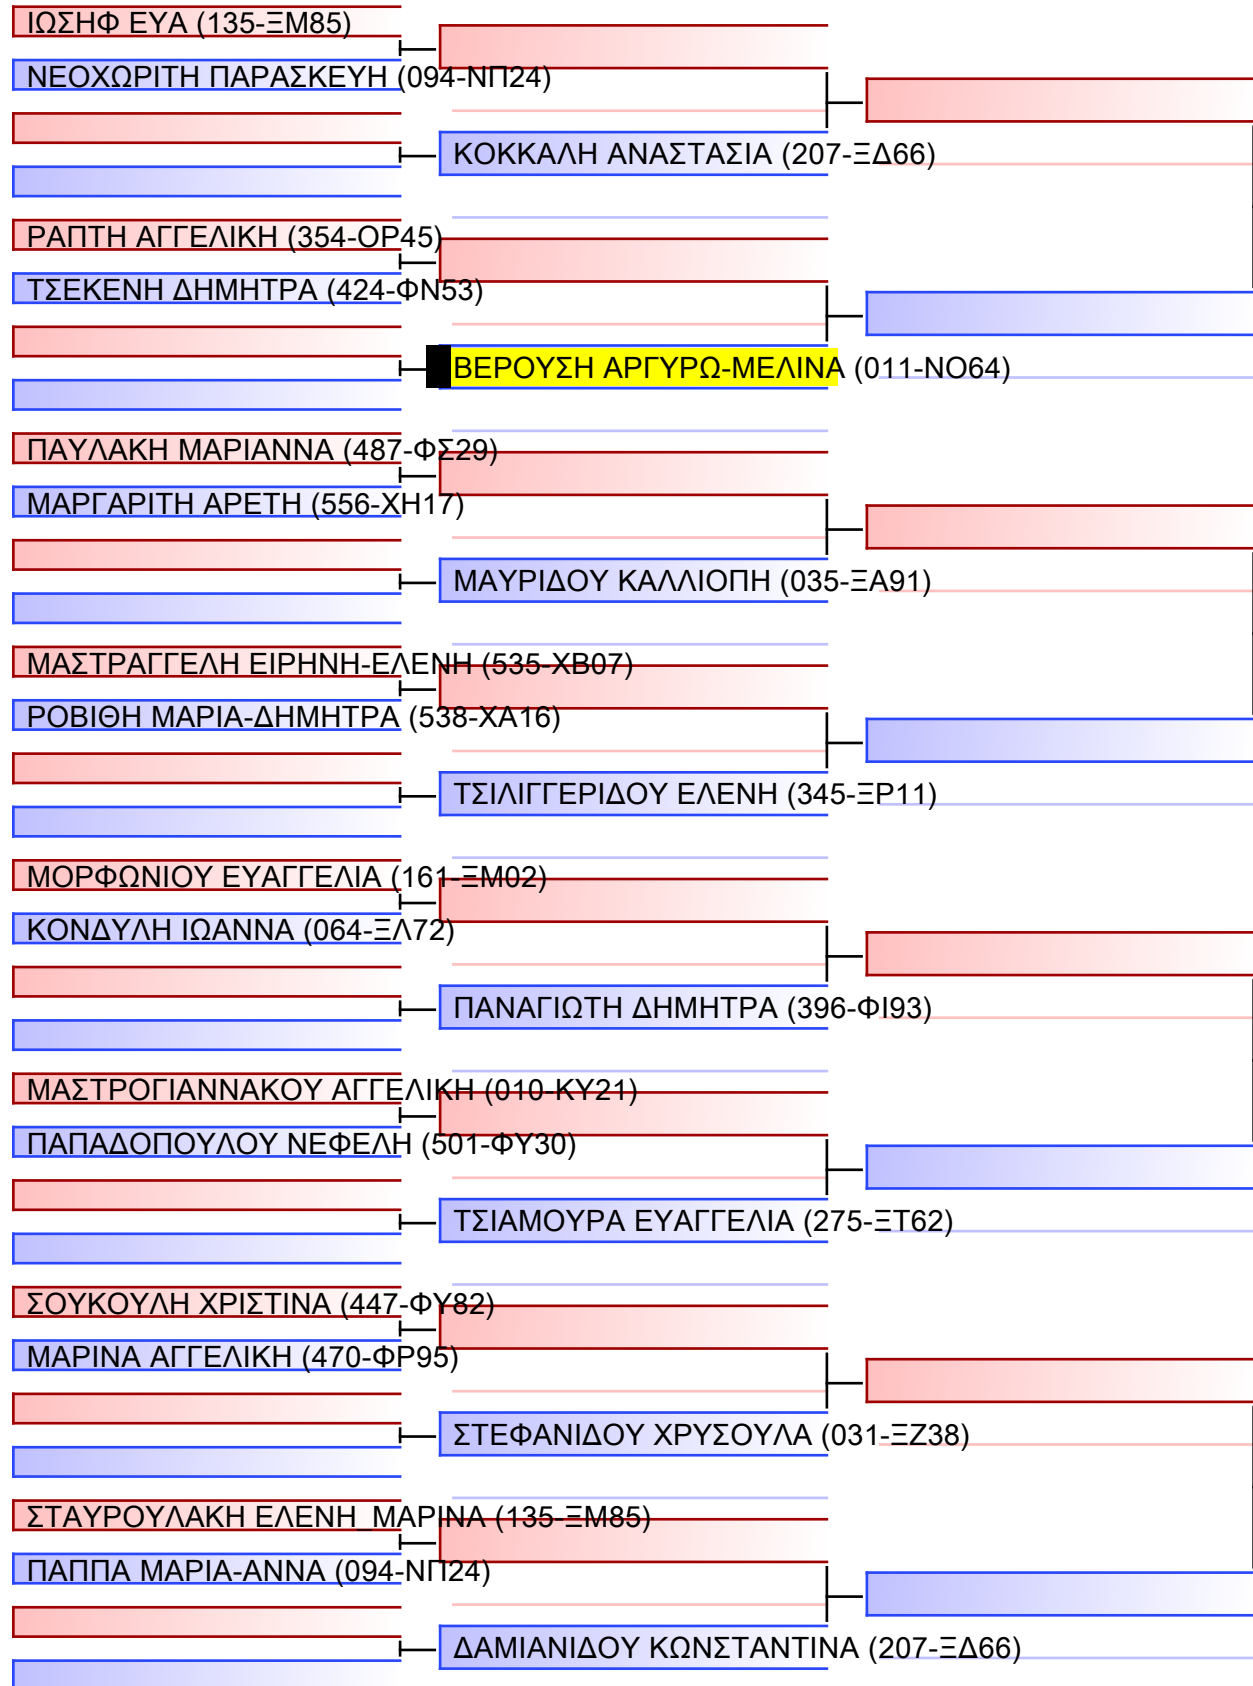 ΙΩΣΗΦ ΕΥΑ (135-ΞΜ85)
ΝΕΟΧΩΡΙΤΗ ΠΑΡΑΣΚΕΥΗ (094-ΝΠ24)
ΚΟΚΚΑΛΗ ΑΝΑΣΤΑΣΙΑ (207-ΞΔ66)
ΡΑΠΤΗ ΑΓΓΕΛΙΚΗ (354-ΟΡ45)
ΤΣΕΚΕΝΗ ΔΗΜΗΤΡΑ (424-ΦΝ53)
ΒΕΡΟΥΣΗ ΑΡΓΥΡΩ-ΜΕΛΙΝΑ (011-ΝΟ64)
ΠΑΥΛΑΚΗ ΜΑΡΙΑΝΝΑ (487-ΦΣ29)
ΜΑΡΓΑΡΙΤΗ ΑΡΕΤΗ (556-ΧΗ17)
ΜΑΥΡΙΔΟΥ ΚΑΛΛΙΟΠΗ (035-ΞΑ91)
ΜΑΣΤΡΑΓΓΕΛΗ ΕΙΡΗΝΗ-ΕΛΕΝΗ (535-ΧΒ07)
ΡΟΒΙΘΗ ΜΑΡΙΑ-ΔΗΜΗΤΡΑ (538-ΧΑ16)
ΤΣΙΛΙΓΓΕΡΙΔΟΥ ΕΛΕΝΗ (345-ΞΡ11)
ΜΟΡΦΩΝΙΟΥ ΕΥΑΓΓΕΛΙΑ (161-ΞΜ02)
ΚΟΝΔΥΛΗ ΙΩΑΝΝΑ (064-ΞΛ72)
ΠΑΝΑΓΙΩΤΗ ΔΗΜΗΤΡΑ (396-ΦΙ93)
ΜΑΣΤΡΟΓΙΑΝΝΑΚΟΥ ΑΓΓΕΛΙΚΗ (010-ΚΥ21)
ΠΑΠΑΔΟΠΟΥΛΟΥ ΝΕΦΕΛΗ (501-ΦΥ30)
ΤΣΙΑΜΟΥΡΑ ΕΥΑΓΓΕΛΙΑ (275-ΞΤ62)
ΣΟΥΚΟΥΛΗ ΧΡΙΣΤΙΝΑ (447-ΦΥ82)
ΜΑΡΙΝΑ ΑΓΓΕΛΙΚΗ (470-ΦΡ95)
ΣΤΕΦΑΝΙΔΟΥ ΧΡΥΣΟΥΛΑ (031-ΞΖ38)
ΣΤΑΥΡΟΥΛΑΚΗ ΕΛΕΝΗ_ΜΑΡΙΝΑ (135-ΞΜ85)
ΠΑΠΠΑ ΜΑΡΙΑ-ΑΝΝΑ (094-ΝΠ24)
ΔΑΜΙΑΝΙΔΟΥ ΚΩΝΣΤΑΝΤΙΝΑ (207-ΞΔ66)